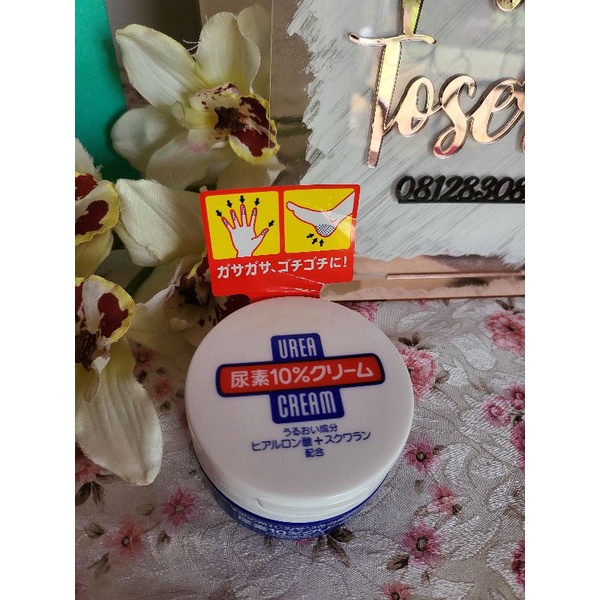 Toser
08128308
ガサガサ、ゴチゴチに!
UREA
尿素10%クリーム
CREAM
うるおい成分
ヒアルロン酸+スクワラン
配合